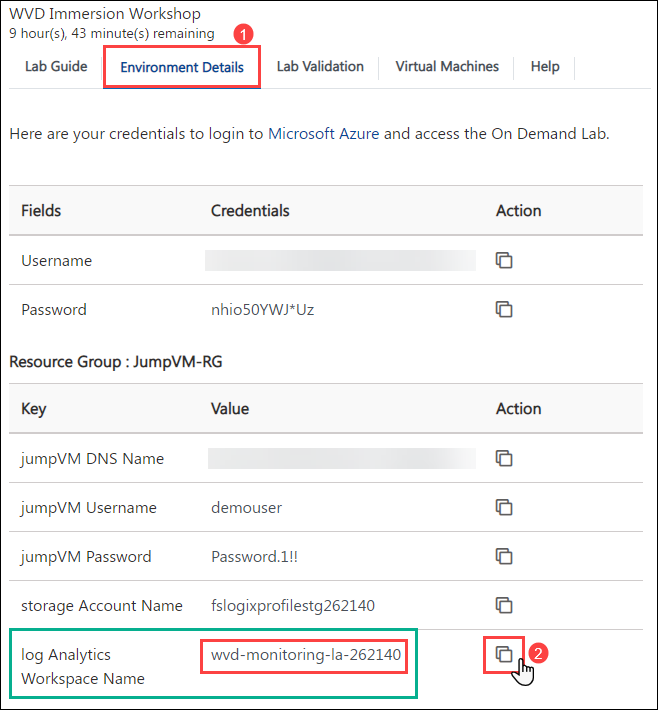 WVD Immersion Workshop
9 hour(s), 43 minute(s) remaining
1
Lab Guide Environment Details Lab Validation Virtual Machines Help
Here are your credentials to login to Microsoft Azure and access the On Demand Lab.
Fields Credentials Action
Username
Password nhio50YWJ*Uz
Resource Group : JumpVM-RG
Key Value Action
jumpVM DNS Name
jumpVM Username demouser
jumpVM Password Password.1!!
storage Account Name fslogixprofilestg262140
log Analytics wvd-monitoring-la-262140 2
Workspace Name